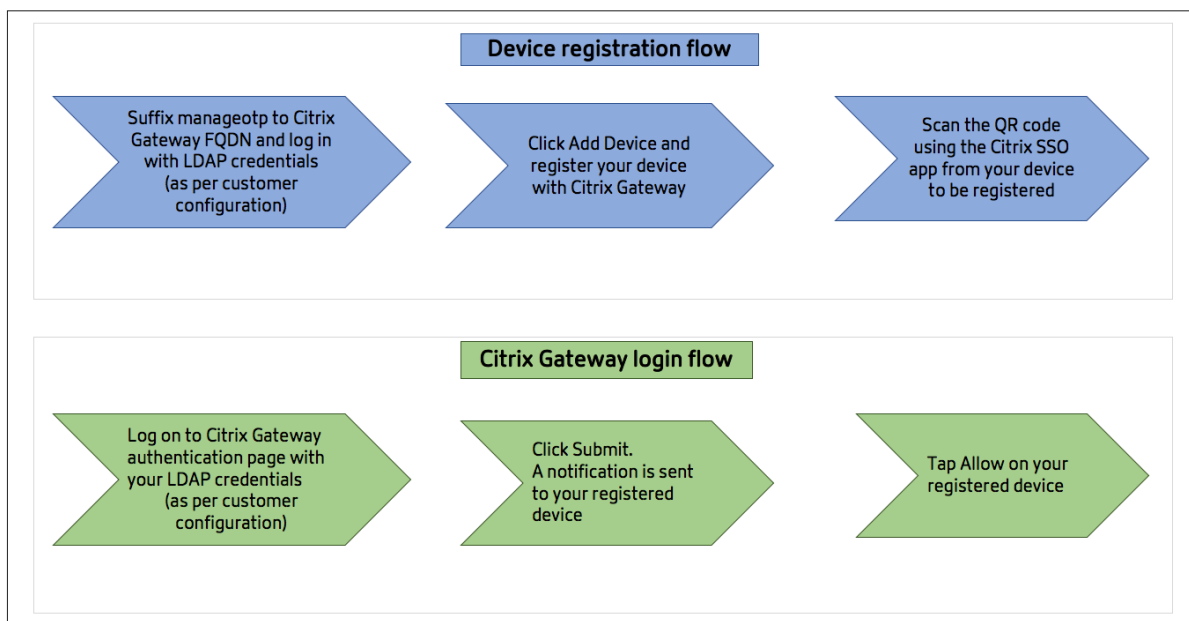 Device registration flow
Suffix manageotp to Citrix
Gateway FQDN and log in
with LDAP credentials
(as per customer
configuration)
Click Add Device and
register your device
with Citrix Gateway
Scan the QR code
using the Citrix SSO
app from your device
to be registered
Citrix Gateway login flow
Log on to Citrix Gateway
authentication page with
your LDAP credentials
(as per customer
configuration)
Click Submit.
A notification is sent
to your registered
device
Tap Allow on your
registered device